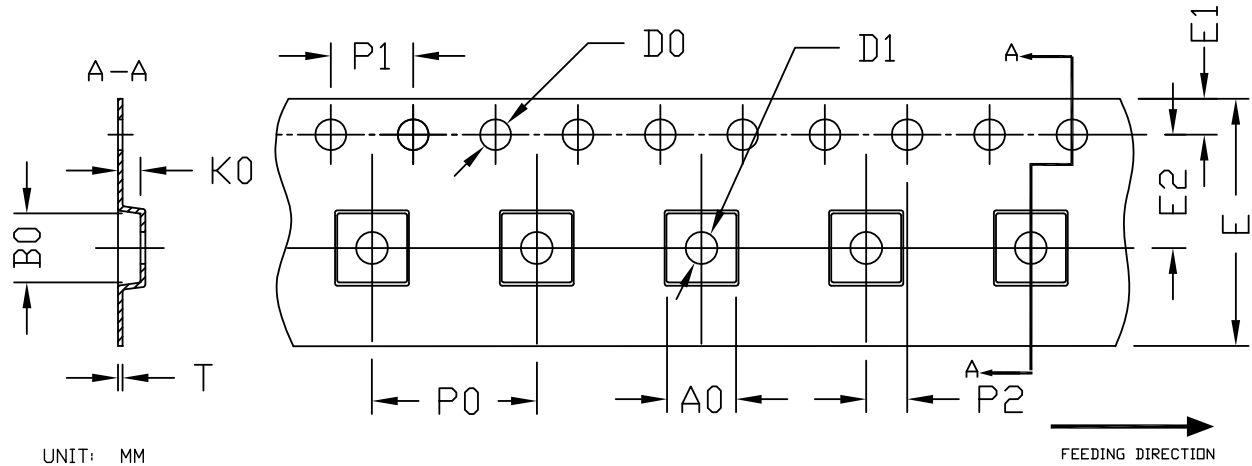 P1
D0
D1
A
E1
A-A
K0
B0
E2
E
T
P0
A0
A
P2
UNIT: MM
FEEDING DIRECTION